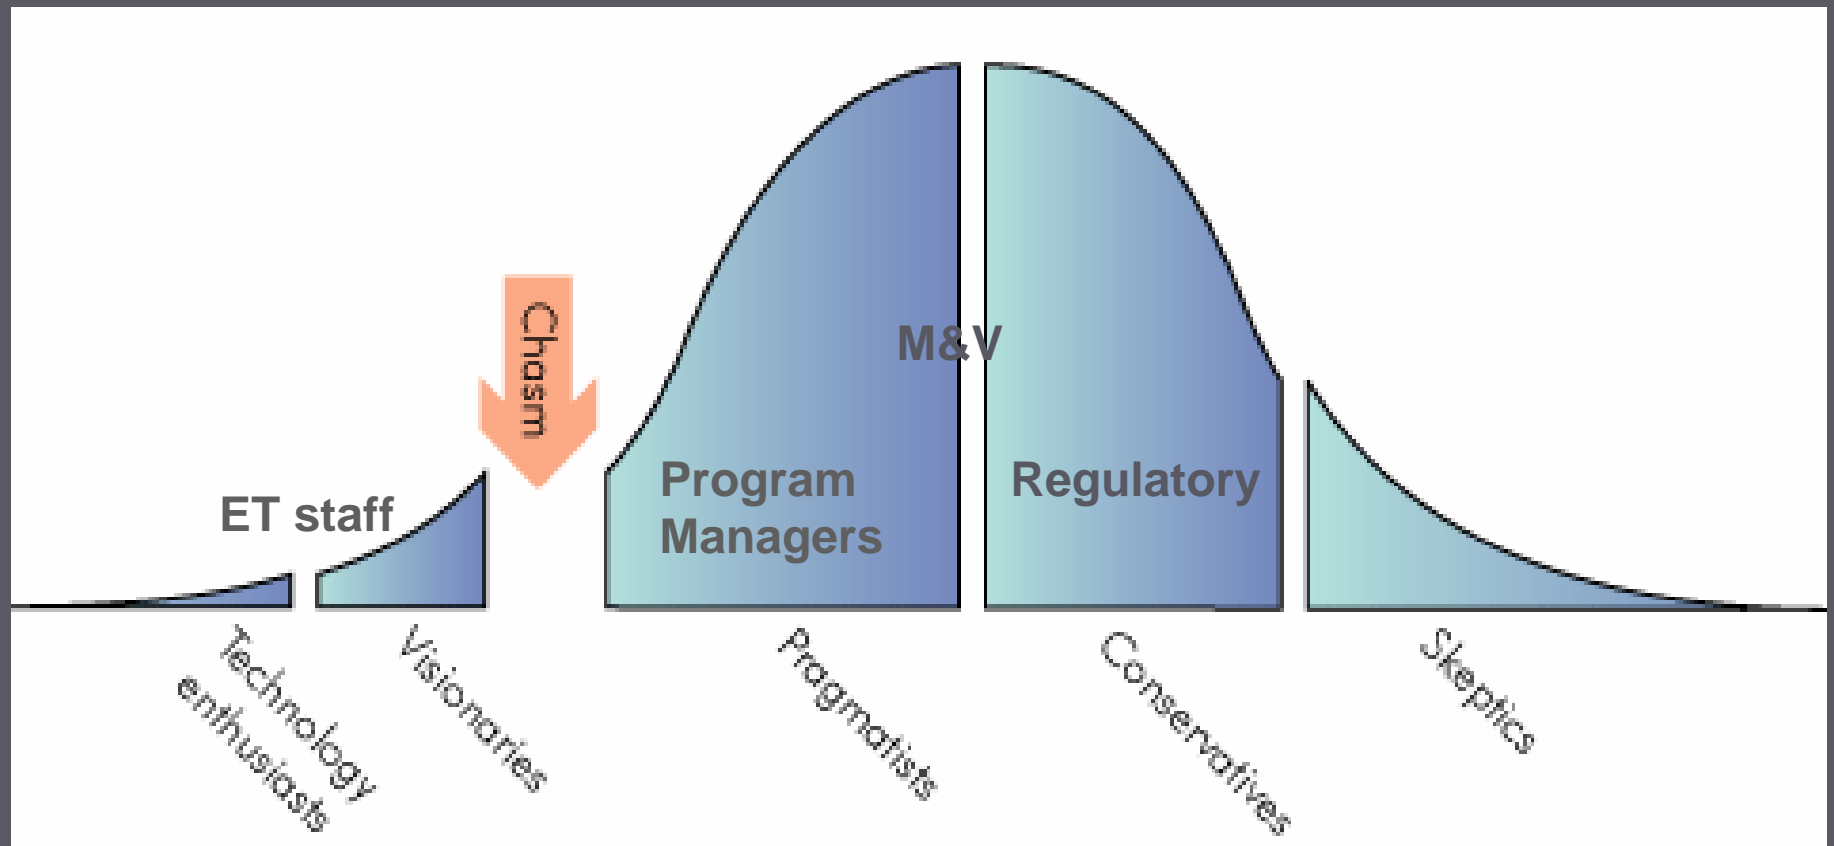 Chasm
M&V
Program
Managers
Regulatory
ET staff
Technology
enthusiasts
Visionaries
Pragmatists
Conservatives
Skeptics